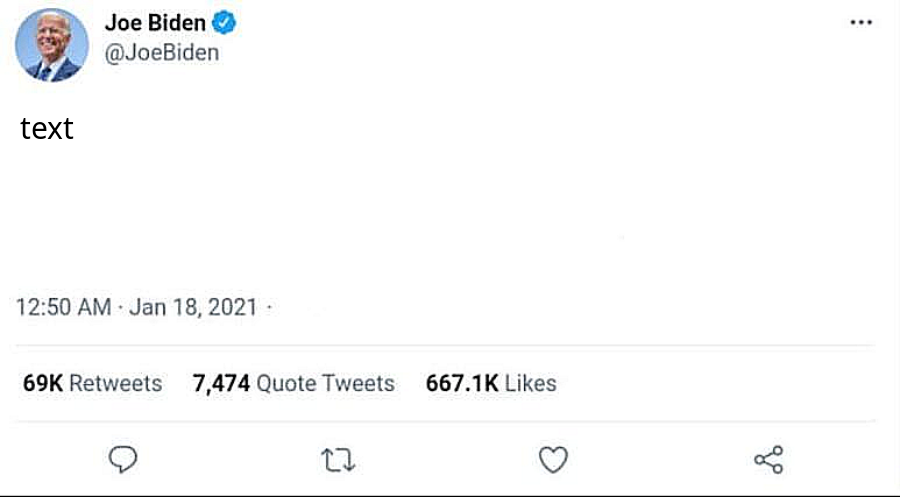 Joe Biden
@JoeBiden
text
12:50 AM · Jan 18, 2021 ·
69K Retweets 7,474 Quote Tweets 667.1K Likes